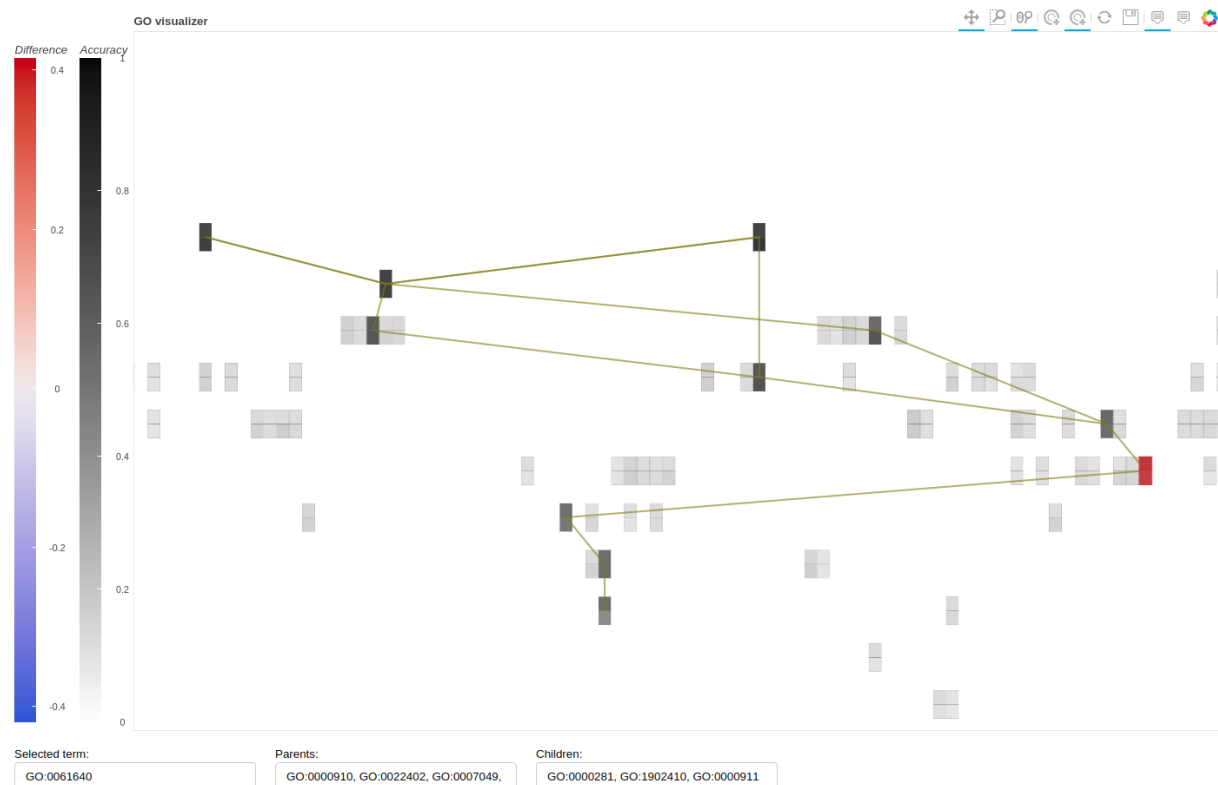 GO visualizer
Difference Accuracy
0.4
0.2
0
-0.2
-0.4
1
0.8
0.6
0.4
0.2
0
Selected term:
GO:0061640
Parents:
GO:0000910, GO:0022402, GO:0007049,
Children:
GO:0000281, GO:1902410, GO:0000911